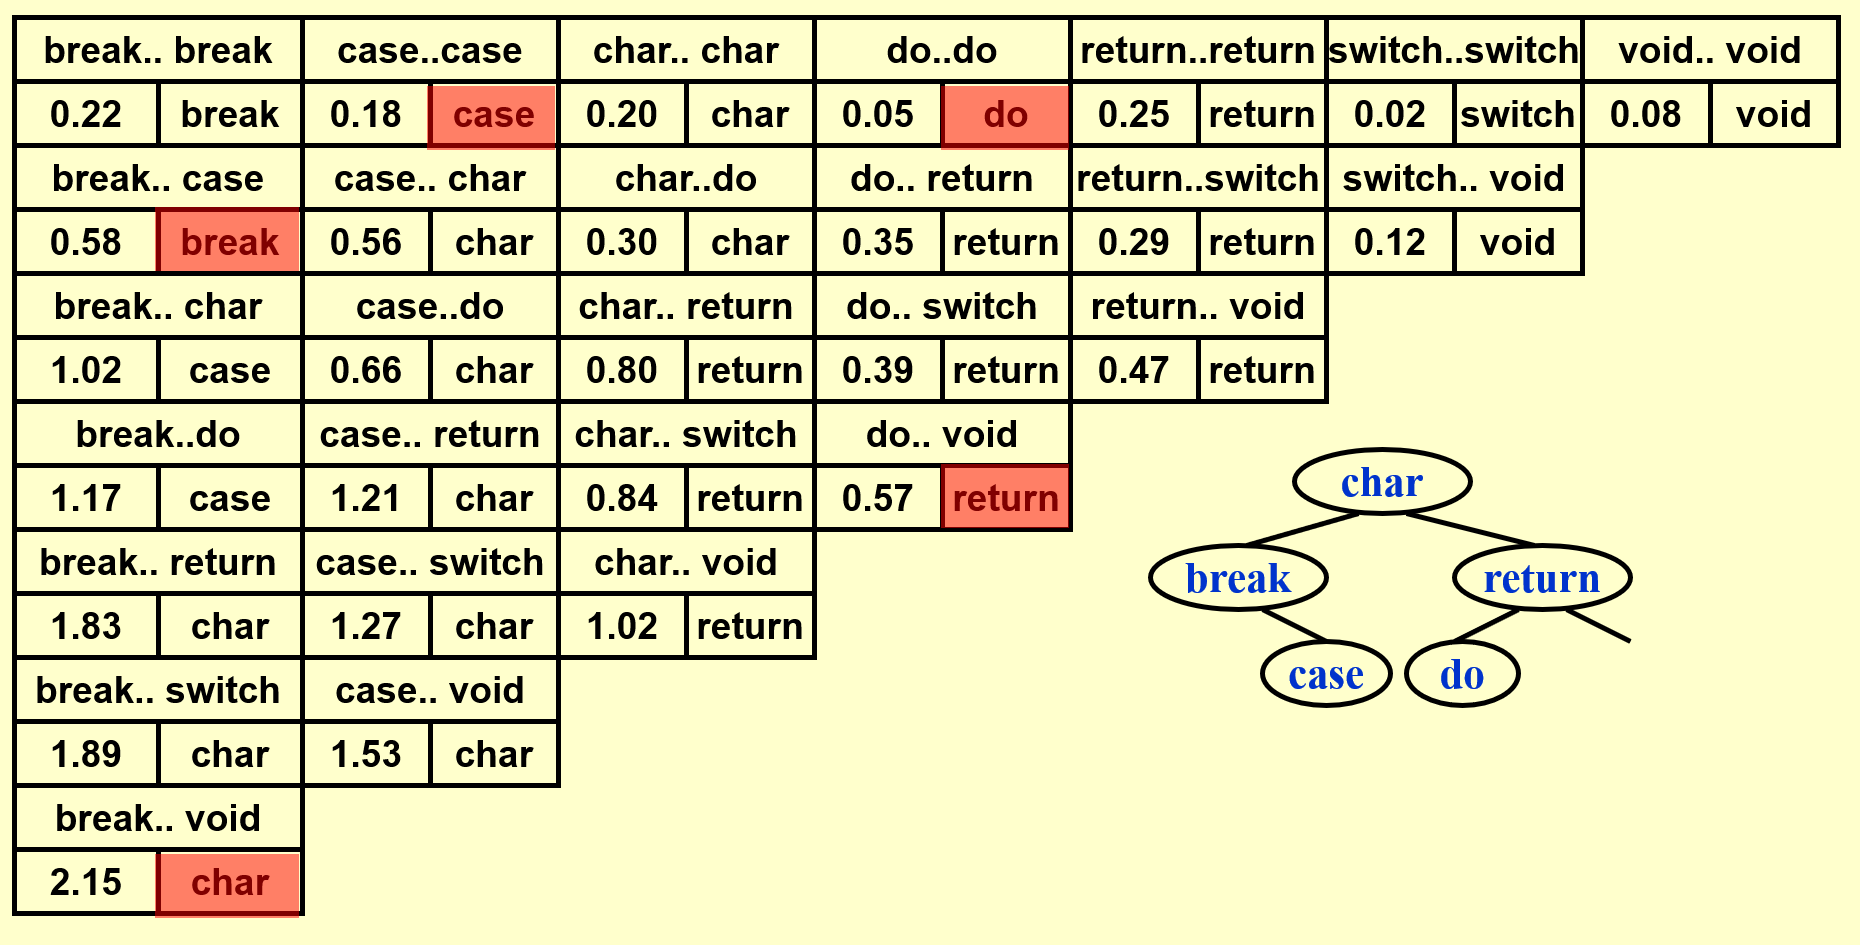 break.. break case..case char.. char do..do return..return switch..switch void.. void
0.22 break 0.18 case 0.20 char 0.05 do 0.25 return 0.02 switch 0.08 void
break.. case case.. char char..do do.. return return..switch switch.. void
0.58 break 0.56 char 0.30 char 0.35 return 0.29 return 0.12 void
break.. char case..do char.. return do.. switch return.. void
1.02 case 0.66 char 0.80 return 0.39 return 0.47 return
break..do case.. return char.. switch do.. void
1.17 case 1.21 char 0.84 return 0.57 return
break.. return case.. switch char.. void
1.83 char 1.27 char 1.02 return
break.. switch case.. void
1.89 char 1.53 char
break.. void
2.15 char
char
break return
case do